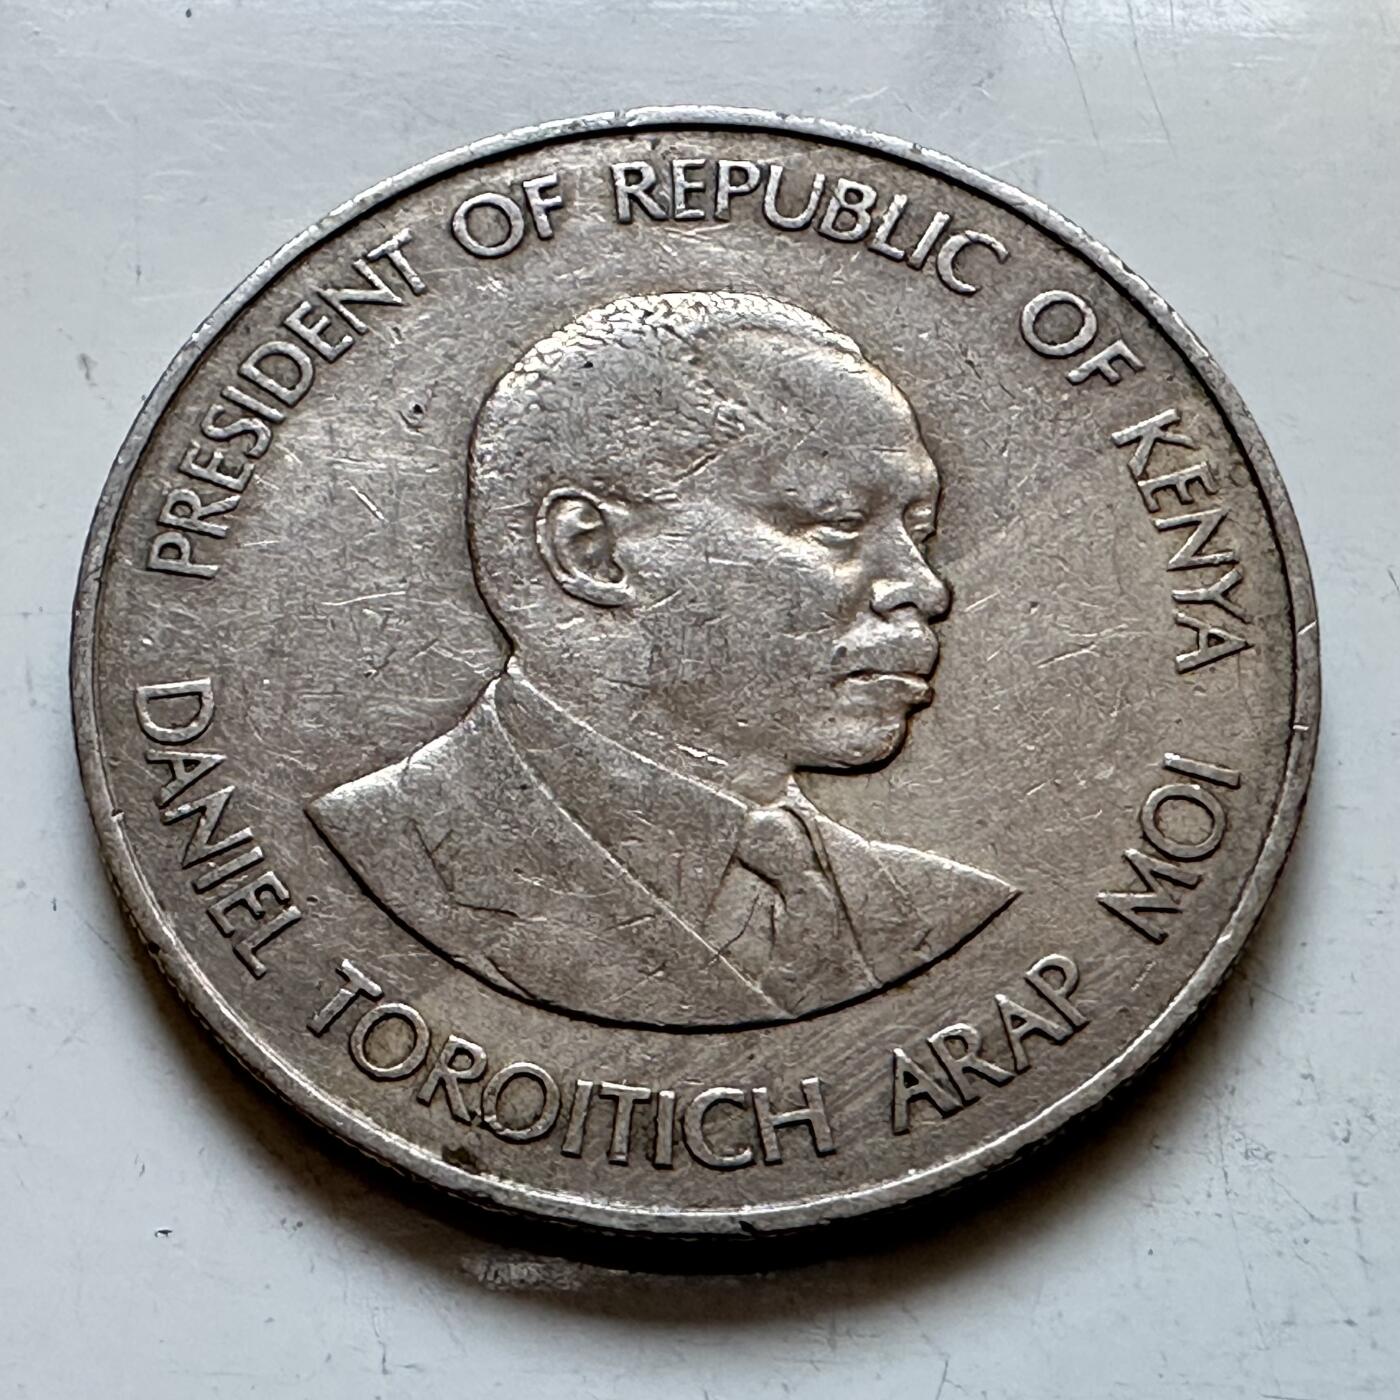 PRESIDENT OF REPUBLIC OF KENYA
DANIEL TOROITICH ARAP MOI